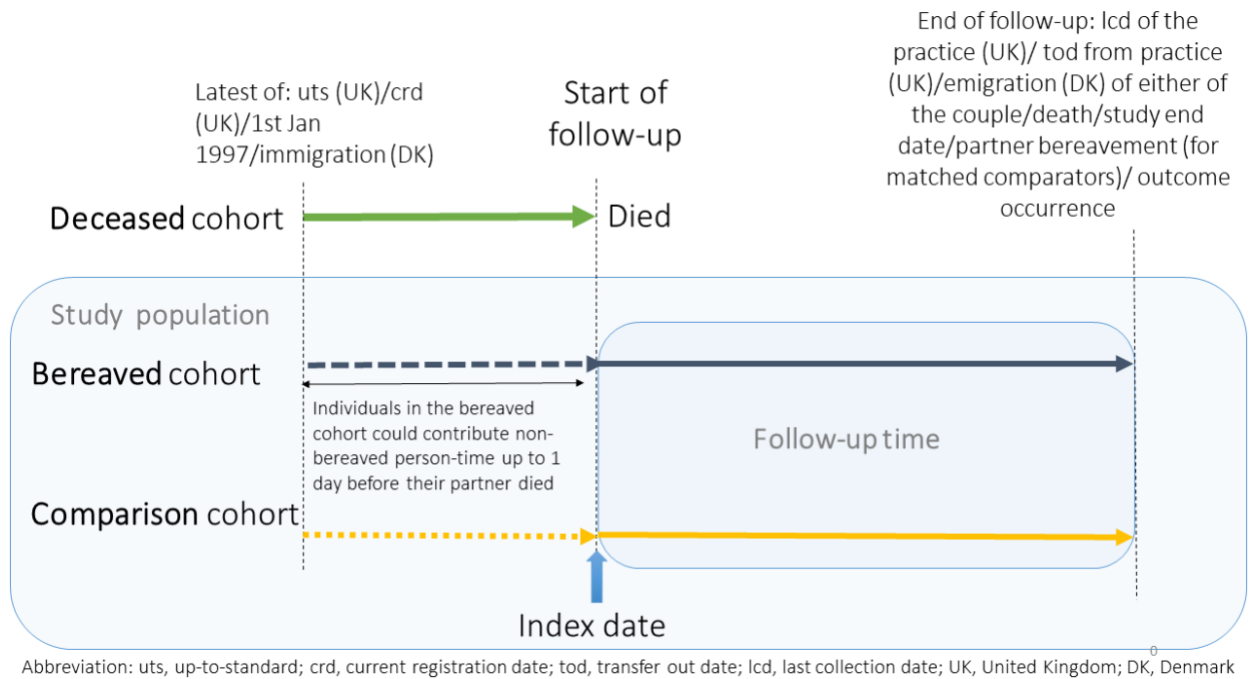 Latest of: uts (UK)/crd
(UK)/1st Jan
1997/immigration (DK)
Start of
follow-up
End of follow-up: lcd of the
practice (UK)/ tod from practice
(UK)/emigration (DK) of either of
the couple/death/study end
date/partner bereavement (for
matched comparators)/ outcome
occurrence
Deceased cohort
Died
Study population
Bereaved cohort
Individuals in the bereaved
cohort could contribute non-
bereaved person-time up to 1
day before their partner died
Follow-up time
Comparison cohort
Index date
0
Abbreviation: uts, up-to-standard; crd, current registration date; tod, transfer out date; lcd, last collection date; UK, United Kingdom; DK, Denmark